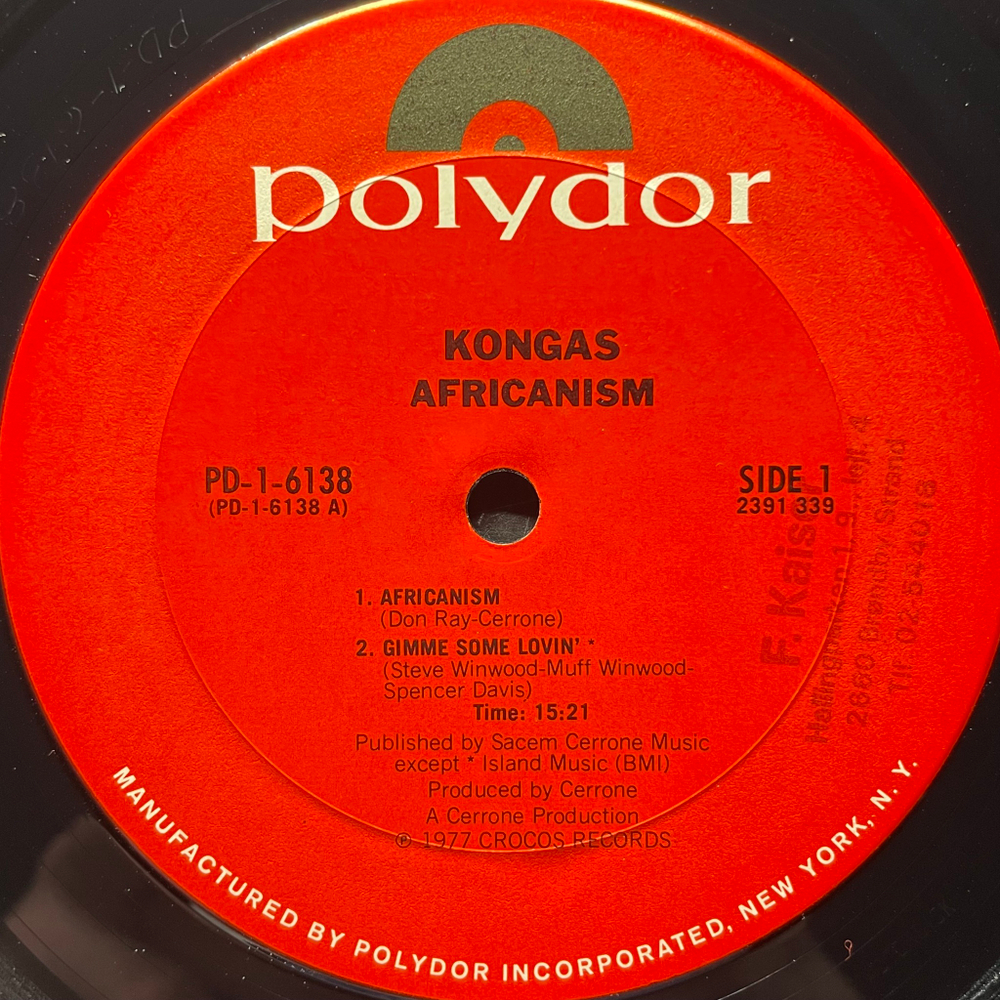 polydor
KONGAS
AFRICANISM
PD-1-6138
(PD-1-6138 A)
SIDE 1
2391 339
1. AFRICANISM
(Don Ray-Cerrone)
2. GIMME SOME LOVIN' *
(Steve Winwood-Muff Winwood-
Spencer Davis)
Time: 15:21
Published by Sacem Cerrone Music
except * Island Music (BMI)
Produced by Cerrone
A Cerrone Production
℗ 1977 CROCOS RECORDS
MANUFACTURED BY POLYDOR INCORPORATED, NEW YORK, N. Y.
F.
Strand